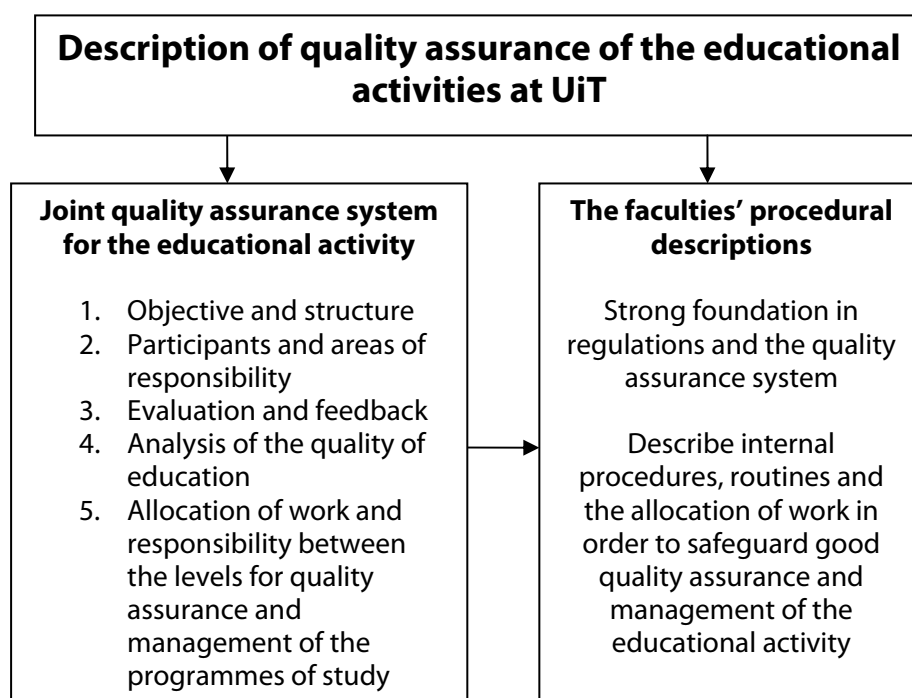 Description of quality assurance of the educational
activities at UiT
Joint quality assurance system
for the educational activity
1. Objective and structure
2. Participants and areas of
responsibility
3. Evaluation and feedback
4. Analysis of the quality of
education
5. Allocation of work and
responsibility between
the levels for quality
assurance and
management of the
programmes of study
The faculties’ procedural
descriptions
Strong foundation in
regulations and the quality
assurance system
Describe internal
procedures, routines and
the allocation of work in
order to safeguard good
quality assurance and
management of the
educational activity